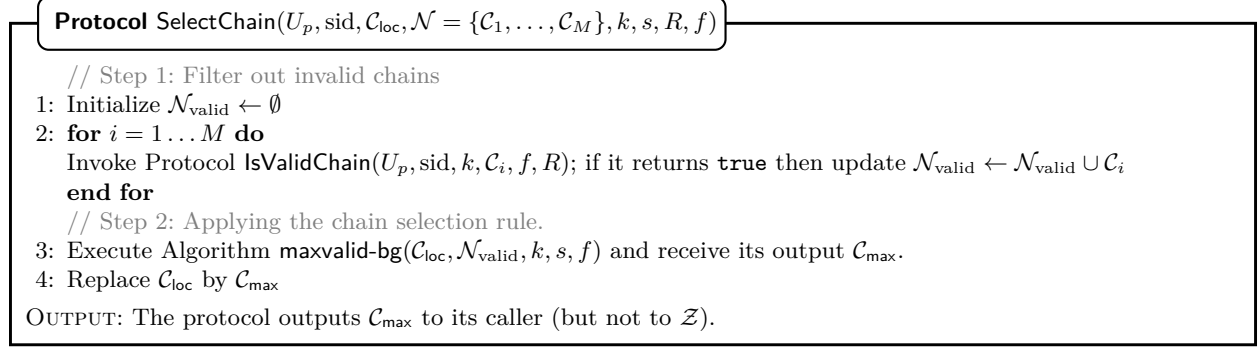 Protocol SelectChain(U_p, sid, C_loc, N = {C_1, . . . , C_M}, k, s, R, f)
// Step 1: Filter out invalid chains
1: Initialize N_valid ← ∅
2: for i = 1 . . . M do
Invoke Protocol IsValidChain(U_p, sid, k, C_i, f, R); if it returns true then update N_valid ← N_valid ∪ C_i
end for
// Step 2: Applying the chain selection rule.
3: Execute Algorithm maxvalid-bg(C_loc, N_valid, k, s, f) and receive its output C_max.
4: Replace C_loc by C_max
OUTPUT: The protocol outputs C_max to its caller (but not to Z).